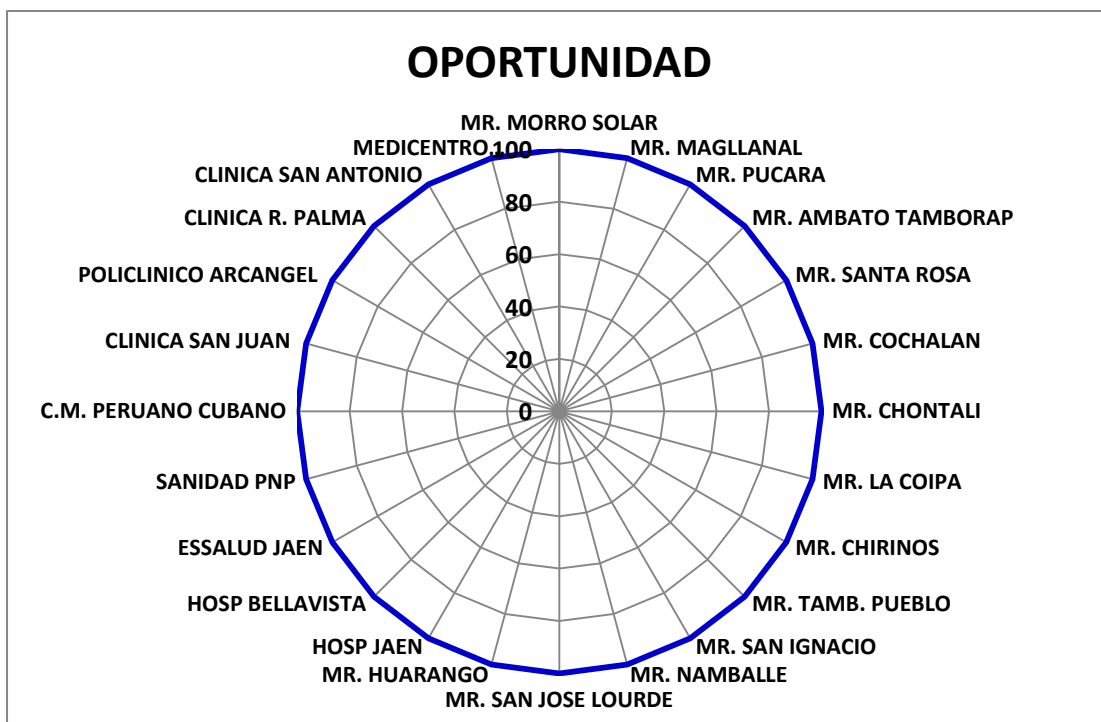 OPORTUNIDAD
MR. MORRO SOLAR
MR. MAGLLANAL
MR. PUCARA
MR. AMBATO TAMBORAP
MR. SANTA ROSA
MR. COCHALAN
MR. CHONTALI
MR. LA COIPA
MR. CHIRINOS
MR. TAMB. PUEBLO
MR. SAN IGNACIO
MR. NAMBALLE
MR. SAN JOSE LOURDE
MR. HUARANGO
HOSP JAEN
HOSP BELLAVISTA
ESSALUD JAEN
SANIDAD PNP
C.M. PERUANO CUBANO
CLINICA SAN JUAN
POLICLINICO ARCANGEL
CLINICA R. PALMA
CLINICA SAN ANTONIO
MEDICENTRO
100
80
60
40
20
0